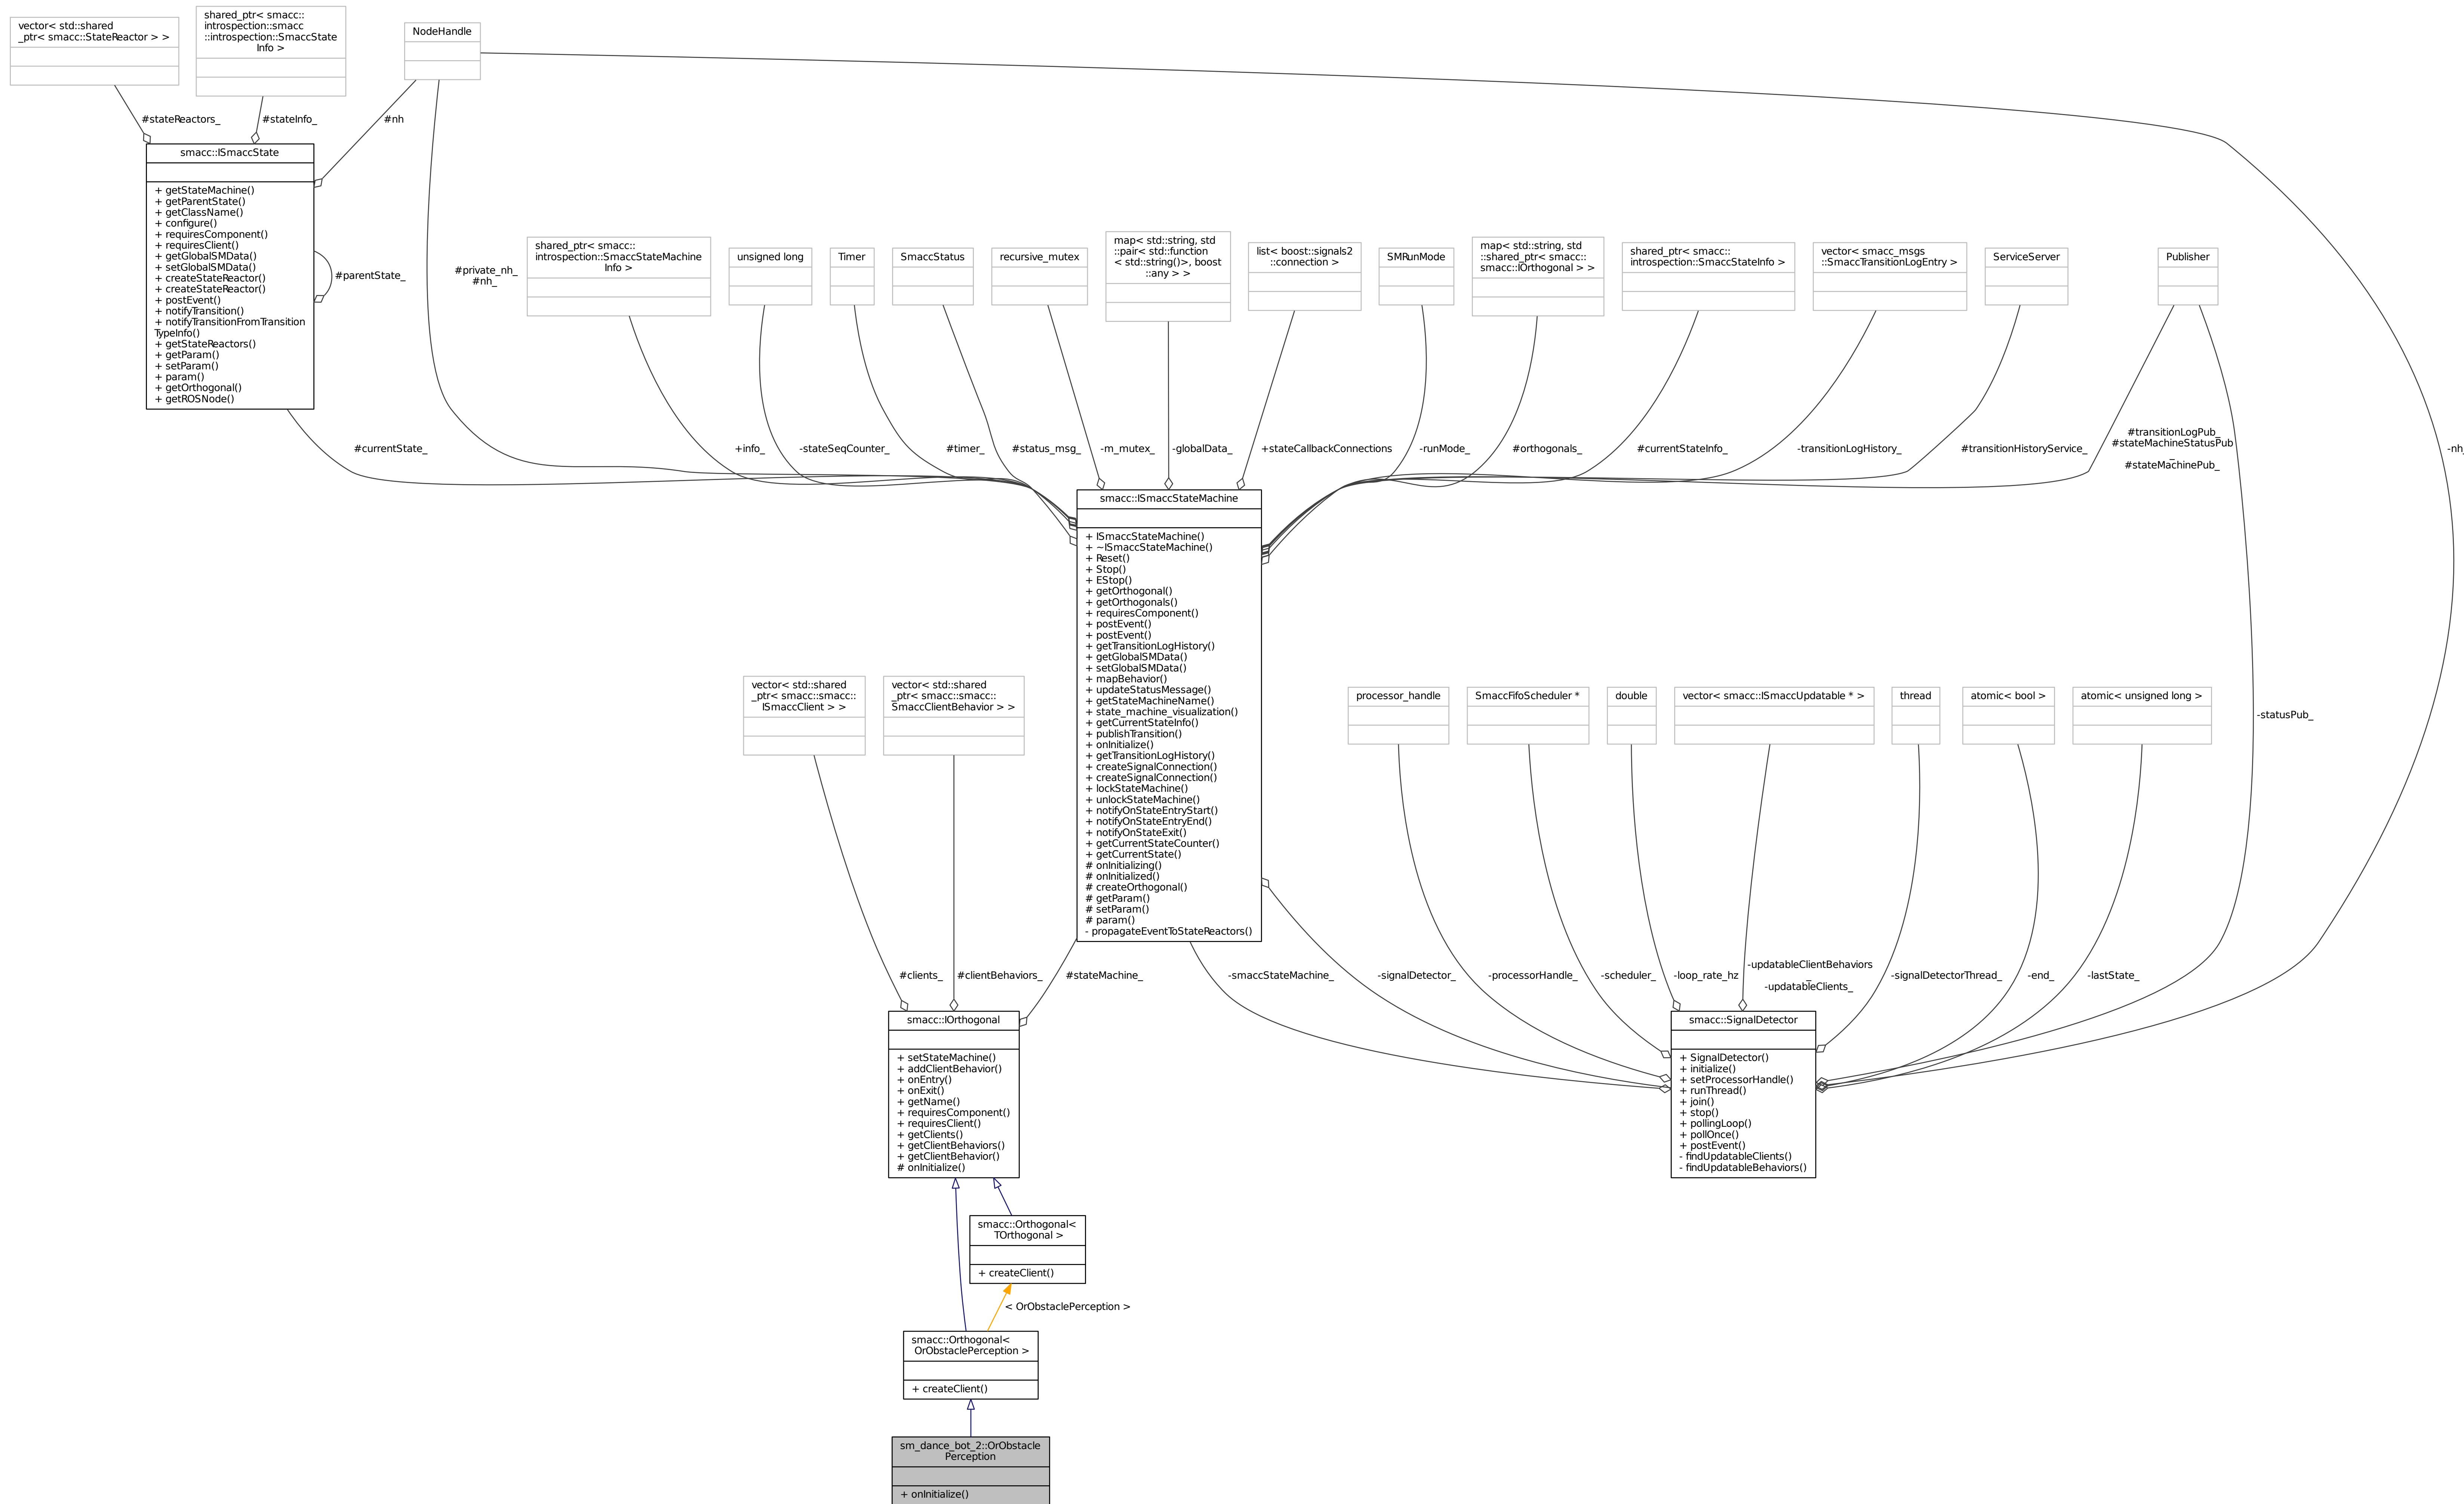 vector< std::shared
_ptr< smacc::StateReactor > >
shared_ptr< smacc::
introspection::smacc
::introspection::SmaccState
Info >
NodeHandle
#stateReactors_
#stateInfo_
#nh
smacc::ISmaccState
+ getStateMachine()
+ getParentState()
+ getClassName()
+ configure()
+ requiresComponent()
+ requiresClient()
+ getGlobalSMData()
+ setGlobalSMData()
+ createStateReactor()
+ createStateReactor()
+ postEvent()
+ notifyTransition()
+ notifyTransitionFromTransition
TypeInfo()
+ getStateReactors()
+ getParam()
+ setParam()
+ param()
+ getOrthogonal()
+ getROSNode()
#parentState_
#private_nh_
#nh_
shared_ptr< smacc::
introspection::SmaccStateMachine
Info >
unsigned long
Timer
SmaccStatus
recursive_mutex
map< std::string, std
::pair< std::function
< std::string()>, boost
::any > >
list< boost::signals2
::connection >
SMRunMode
map< std::string, std
::shared_ptr< smacc::
smacc::IOrthogonal > >
shared_ptr< smacc::
introspection::SmaccStateInfo >
vector< smacc_msgs
::SmaccTransitionLogEntry >
ServiceServer
Publisher
#currentState_
+info_
-stateSeqCounter_
#timer_
#status_msg_
-m_mutex_
-globalData_
+stateCallbackConnections
-runMode_
#orthogonals_
#currentStateInfo_
-transitionLogHistory_
#transitionHistoryService_
#transitionLogPub_
#stateMachineStatusPub
_
#stateMachinePub_
-nh_
smacc::ISmaccStateMachine
+ ISmaccStateMachine()
+ ~ISmaccStateMachine()
+ Reset()
+ Stop()
+ EStop()
+ getOrthogonal()
+ getOrthogonals()
+ requiresComponent()
+ postEvent()
+ postEvent()
+ getTransitionLogHistory()
+ getGlobalSMData()
+ setGlobalSMData()
+ mapBehavior()
+ updateStatusMessage()
+ getStateMachineName()
+ state_machine_visualization()
+ getCurrentStateInfo()
+ publishTransition()
+ onInitialize()
+ getTransitionLogHistory()
+ createSignalConnection()
+ createSignalConnection()
+ lockStateMachine()
+ unlockStateMachine()
+ notifyOnStateEntryStart()
+ notifyOnStateEntryEnd()
+ notifyOnStateExit()
+ getCurrentStateCounter()
+ getCurrentState()
# onInitializing()
# onInitialized()
# createOrthogonal()
# getParam()
# setParam()
# param()
- propagateEventToStateReactors()
vector< std::shared
_ptr< smacc::smacc::
ISmaccClient > >
vector< std::shared
_ptr< smacc::smacc::
SmaccClientBehavior > >
processor_handle
SmaccFifoScheduler *
double
vector< smacc::ISmaccUpdatable * >
thread
atomic< bool >
atomic< unsigned long >
-statusPub_
#clients_
#clientBehaviors_
#stateMachine_
-smaccStateMachine_
-signalDetector_
-processorHandle_
-scheduler_
-loop_rate_hz
-updatableClientBehaviors
_
-updatableClients_
-signalDetectorThread_
-end_
-lastState_
smacc::IOrthogonal
+ setStateMachine()
+ addClientBehavior()
+ onEntry()
+ onExit()
+ getName()
+ requiresComponent()
+ requiresClient()
+ getClients()
+ getClientBehaviors()
+ getClientBehavior()
# onInitialize()
smacc::SignalDetector
+ SignalDetector()
+ initialize()
+ setProcessorHandle()
+ runThread()
+ join()
+ stop()
+ pollingLoop()
+ pollOnce()
+ postEvent()
- findUpdatableClients()
- findUpdatableBehaviors()
smacc::Orthogonal<
TOrthogonal >
+ createClient()
< OrObstaclePerception >
smacc::Orthogonal<
OrObstaclePerception >
+ createClient()
sm_dance_bot_2::OrObstacle
Perception
+ onInitialize()